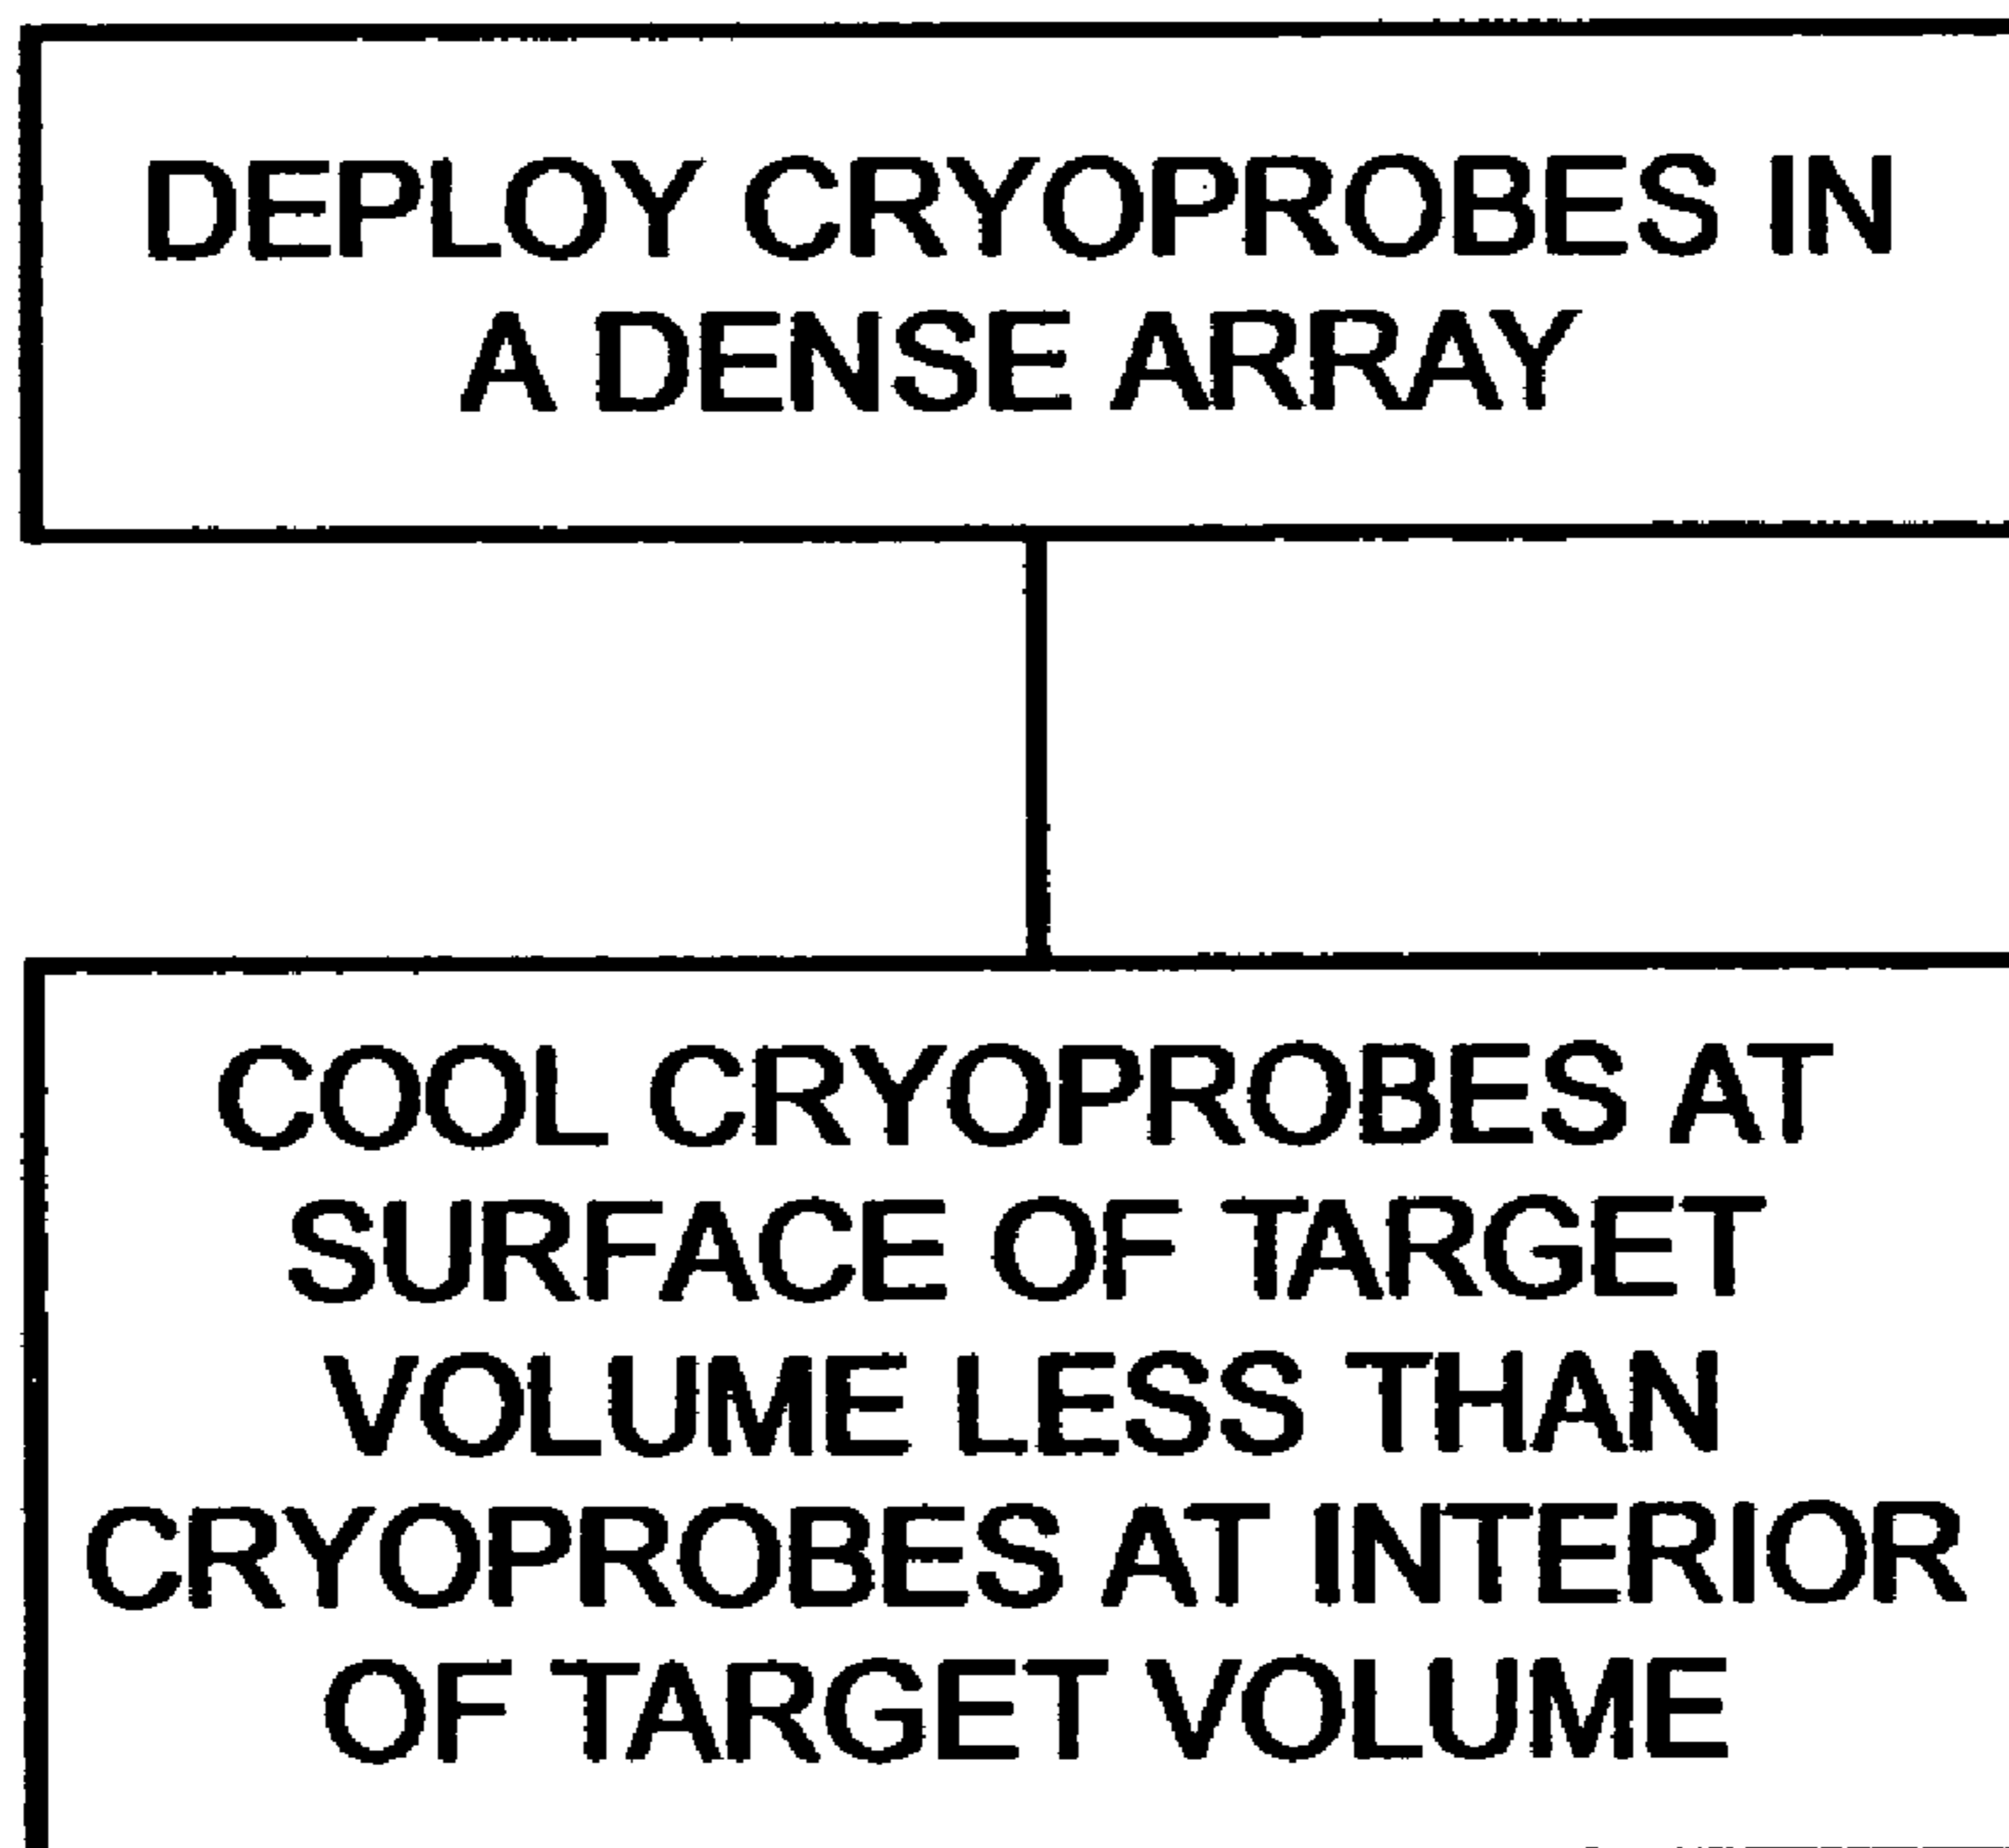 DEPLOY CRYOPROBES IN
A DENSE ARRAY
COOL CRYOPROBES AT
SURFACE OF TARGET
VOLUME LESS THAN
CRYOPROBES AT INTERIOR
OF TARGET VOLUME